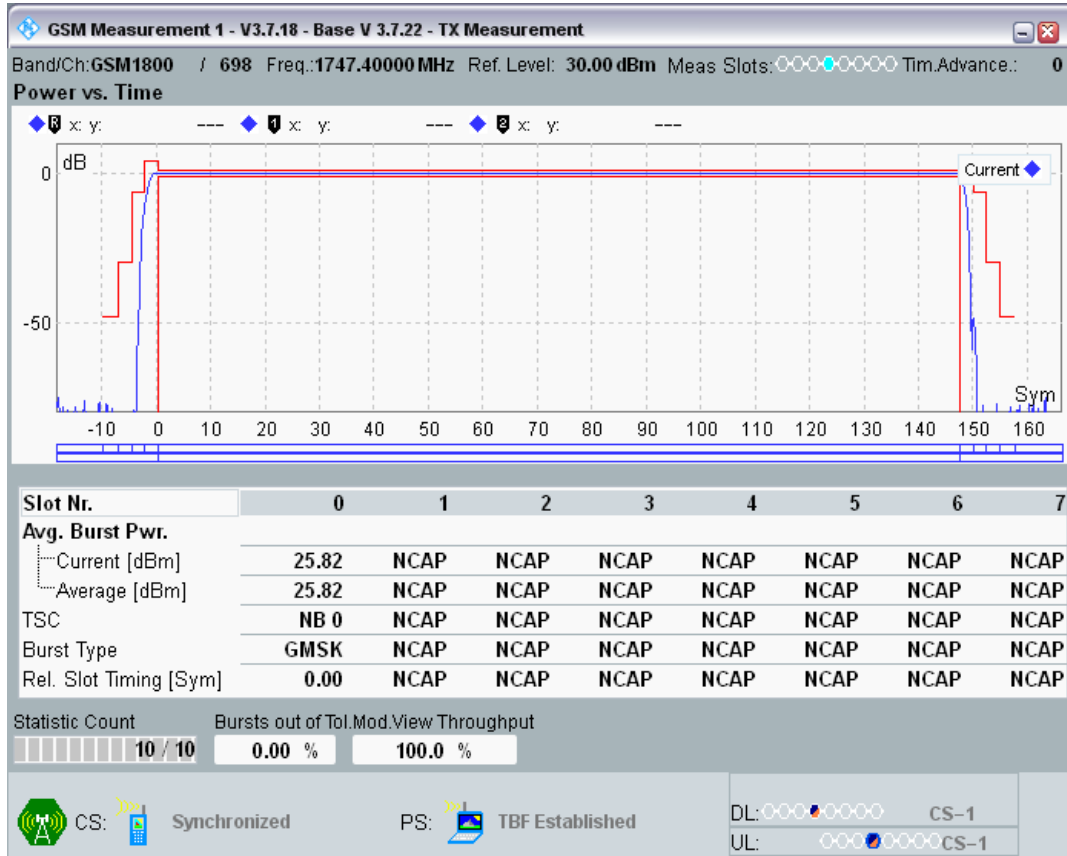 GSM Measurement 1 - V3.7.18 - Base V 3.7.22 - TX Measurement
Band/Ch:GSM1800 / 698 Freq.:1747.40000 MHz Ref. Level: 30.00 dBm Meas Slots: Tim.Advance.: 0
Power vs. Time
R x: y: --- 1 x: y: --- 2 x: y: ---
dB
0
Current
-50
Sym
-10 0 10 20 30 40 50 60 70 80 90 100 110 120 130 140 150 160
Slot Nr. 0 1 2 3 4 5 6 7
Avg. Burst Pwr.
Current [dBm] 25.82 NCAP NCAP NCAP NCAP NCAP NCAP NCAP
Average [dBm] 25.82 NCAP NCAP NCAP NCAP NCAP NCAP NCAP
TSC NB 0 NCAP NCAP NCAP NCAP NCAP NCAP NCAP
Burst Type GMSK NCAP NCAP NCAP NCAP NCAP NCAP NCAP
Rel. Slot Timing [Sym] 0.00 NCAP NCAP NCAP NCAP NCAP NCAP NCAP
Statistic Count Bursts out of Tol.Mod.View Throughput
10 / 10 0.00 % 100.0 %
CS: Synchronized PS: TBF Established DL: CS-1
UL: CS-1